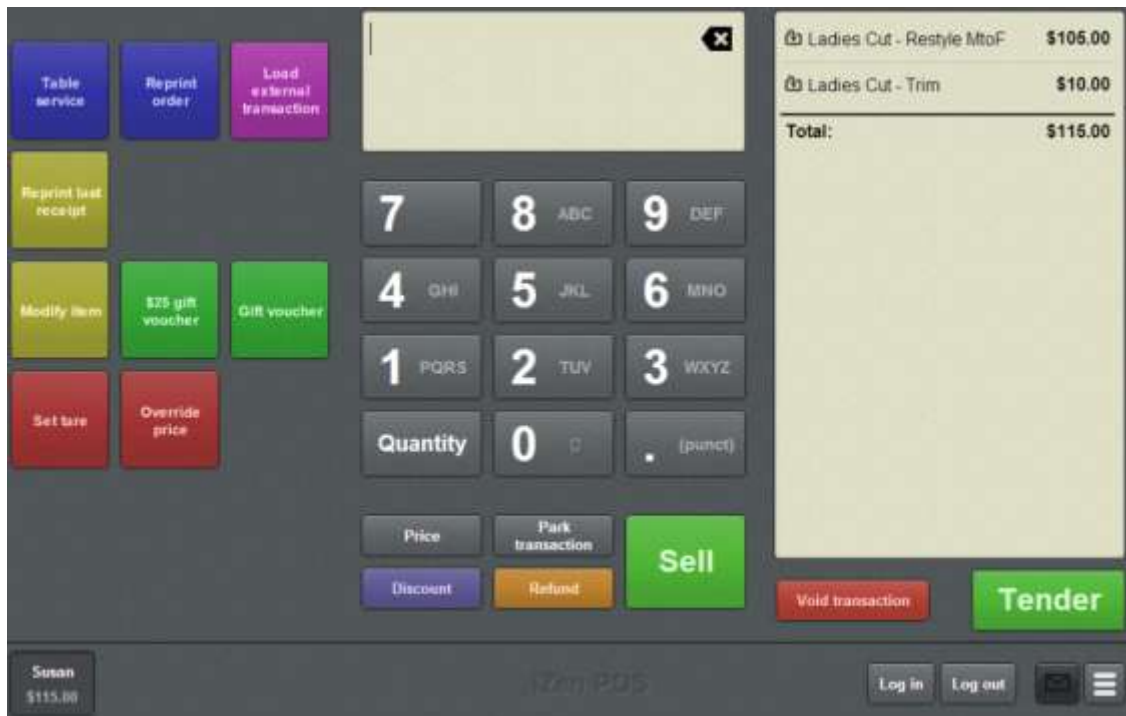 Table
service
Reprint
order
Load
external
transaction
Reprint last
receipt
Modify item
$25 gift
voucher
Gift voucher
Set tare
Override
price
7
8 ABC
9 DEF
4 GHI
5 JKL
6 MNO
1 PQRS
2 TUV
3 WXYZ
Quantity
0
. (punct)
Price
Park
transaction
Discount
Refund
Sell
Ladies Cut - Restyle MtoF $105.00
Ladies Cut - Trim $10.00
Total: $115.00
Void transaction
Tender
Susan
$115.00
iZen POS
Log in
Log out